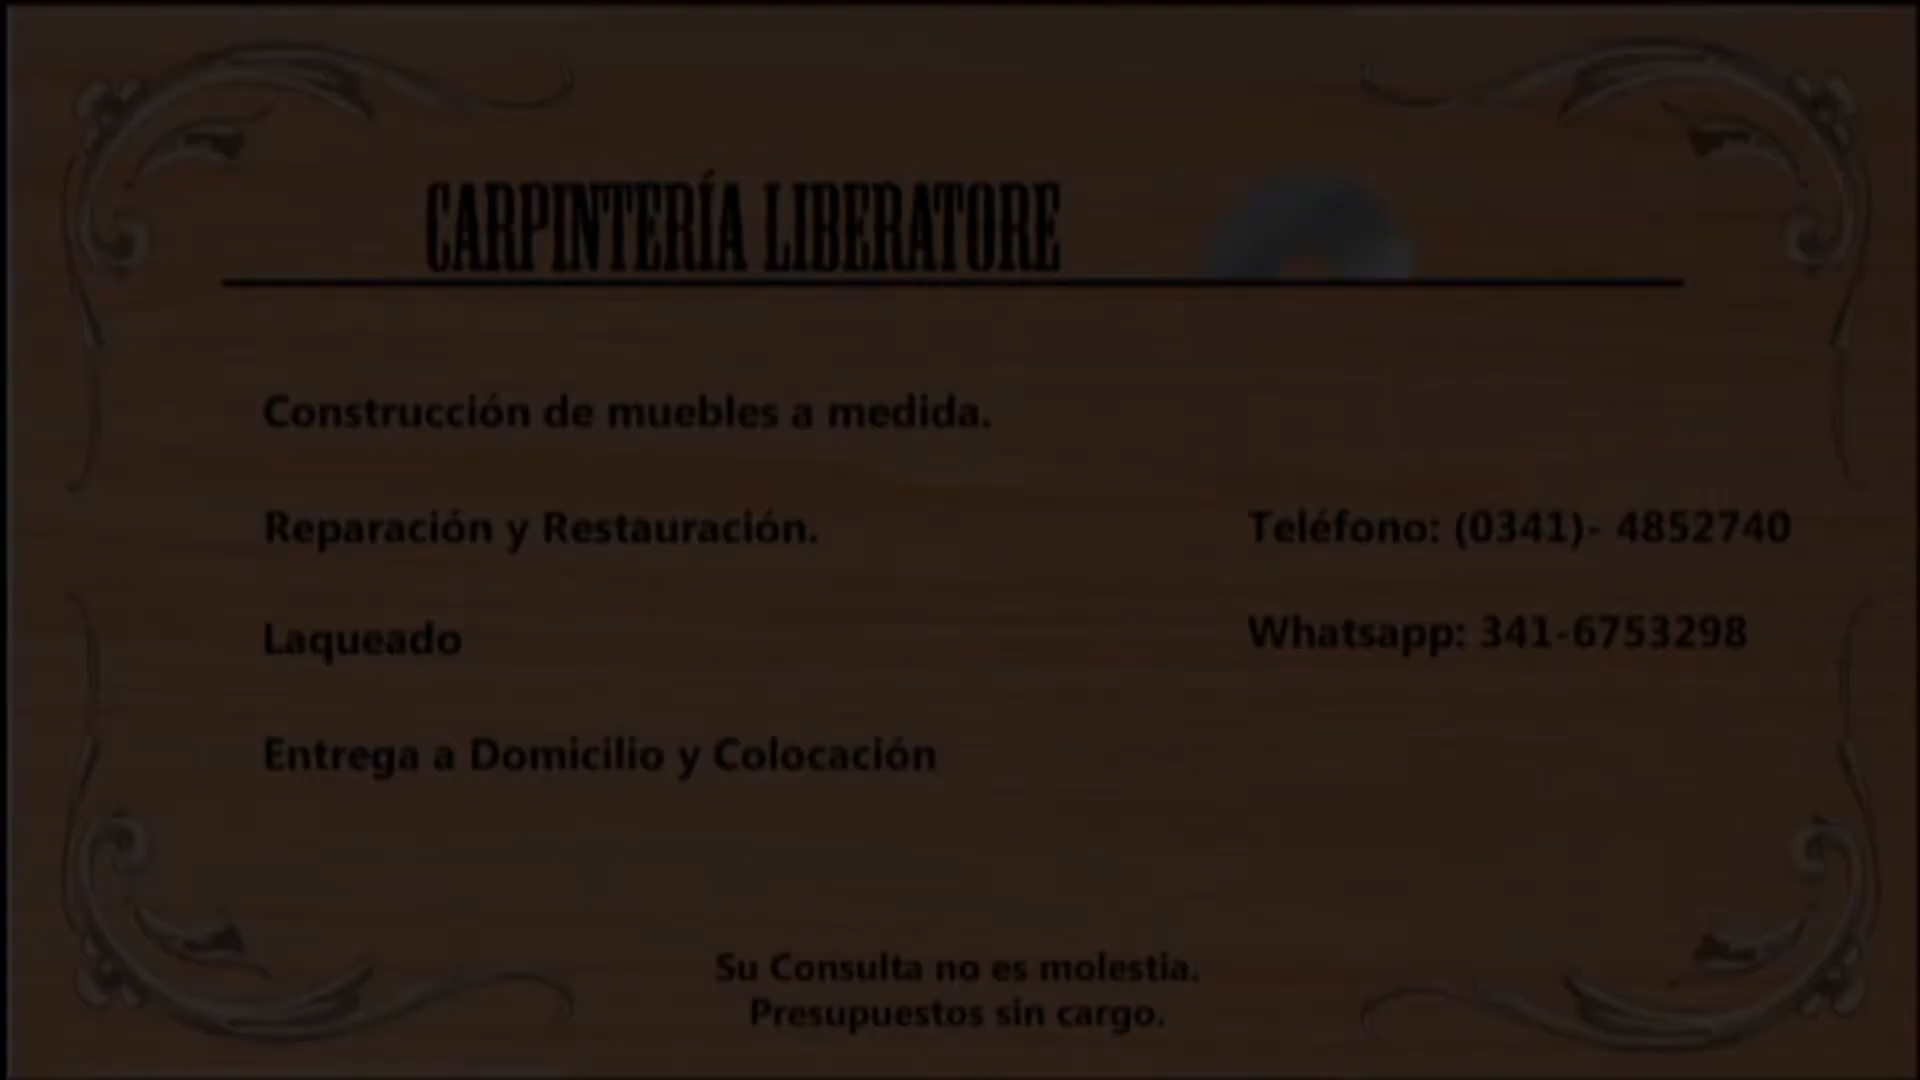 CARPINTERÍA LIBERATORE
Construcción de muebles a medida.
Reparación y Restauración.
Laqueado
Entrega a Domicilio y Colocación
Teléfono: (0341)- 4852740
Whatsapp: 341-6753298
Su Consulta no es molestia.
Presupuestos sin cargo.